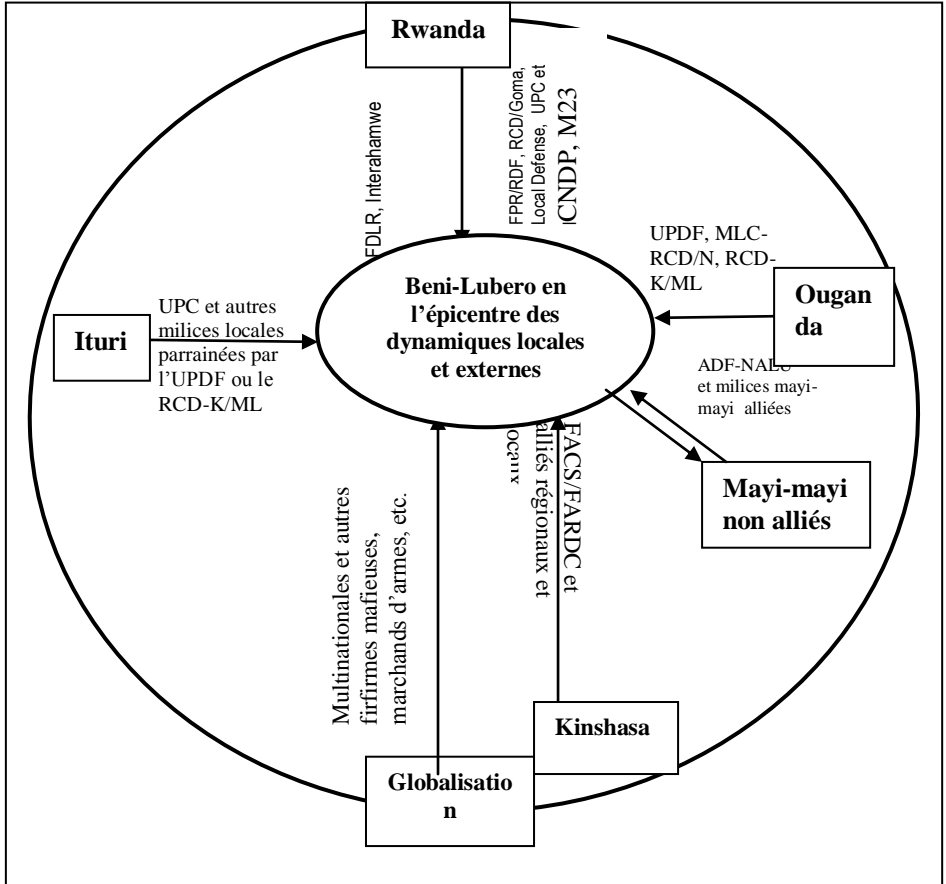 Rwanda
FDLR, Interahamwe
FPR/RDF, RCD/Goma,
Local Defense, UPC et
CNDP, M23
UPDF, MLC-
RCD/N, RCD-
K/ML
Ougan
da
Beni-Lubero en
l’épicentre des
dynamiques locales
et externes
Ituri
UPC et autres
milices locales
parrainées par
l’UPDF ou le
RCD-K/ML
ADF-NALU
et milices mayi-
mayi alliées
Mayi-mayi
non alliés
Multinationales et autres
firfirmes mafieuses,
marchands d’armes, etc.
FACS/FARDC et
alliés régionaux et
ocaux
Kinshasa
Globalisatio
n